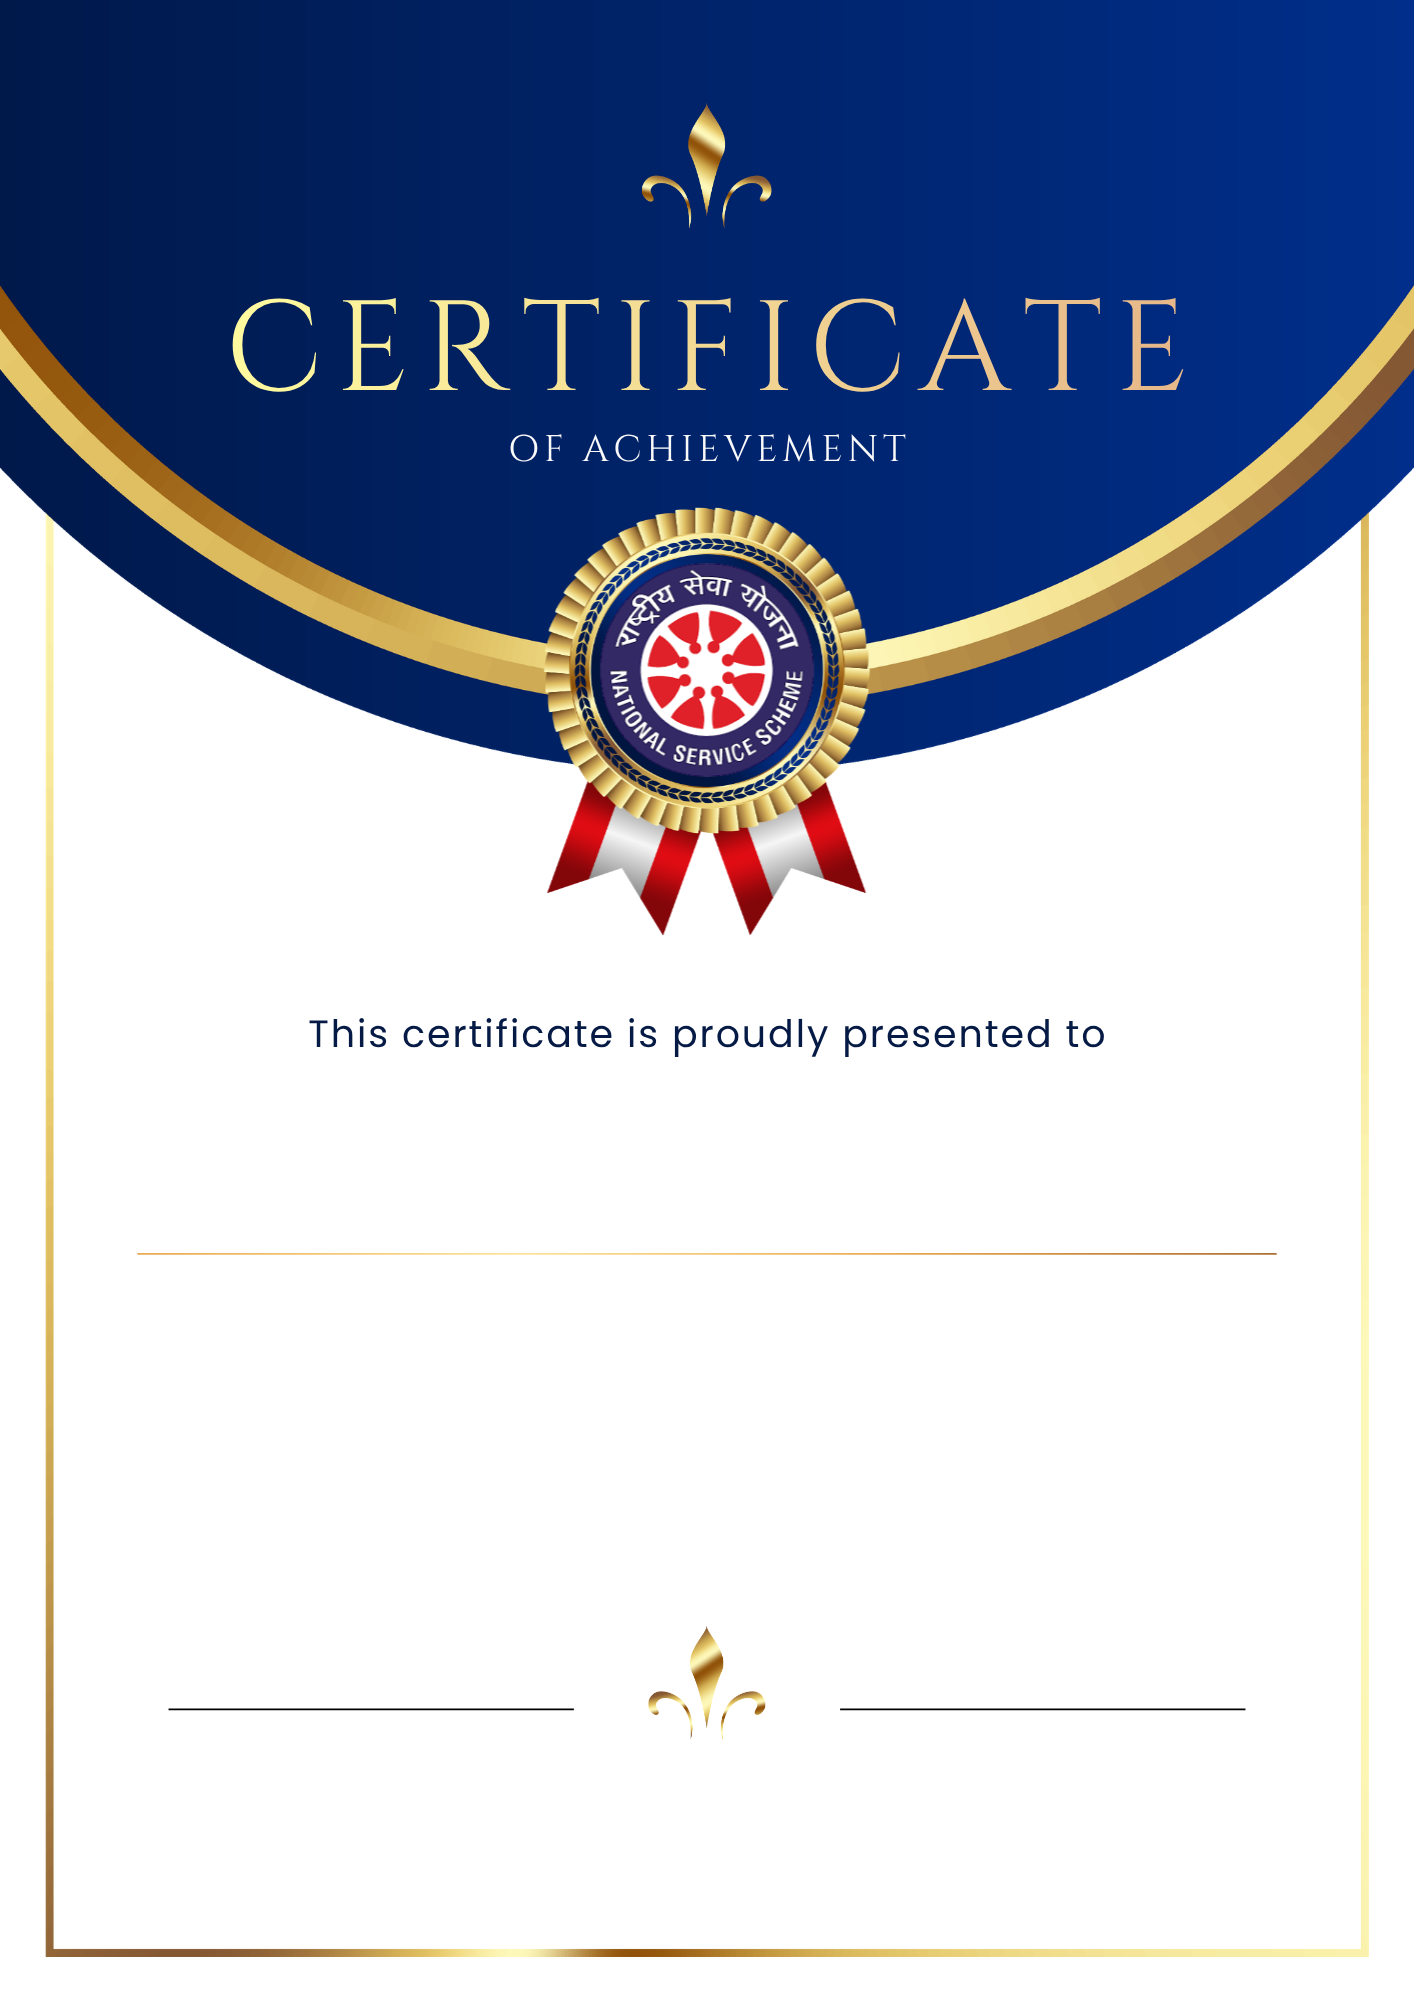 CERTIFICATE
OF ACHIEVEMENT
राष्ट्रीय सेवा योजना
NATIONAL SERVICE SCHEME
This certificate is proudly presented to